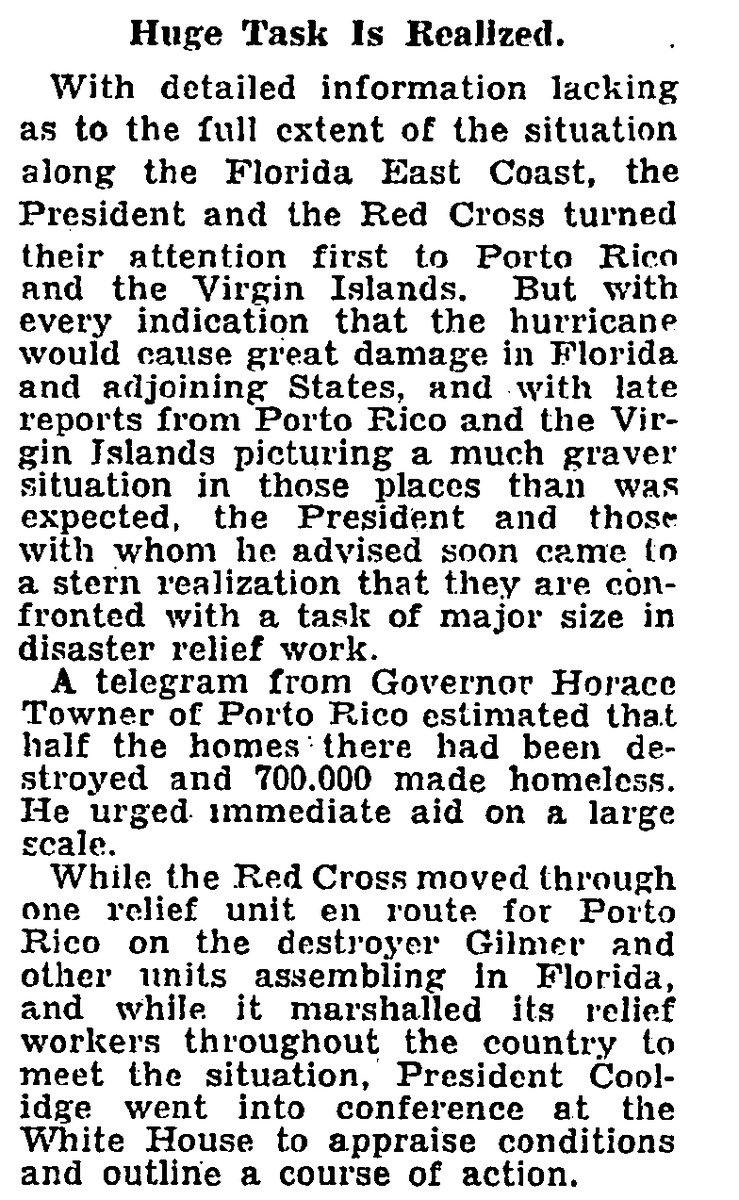 Huge Task Is Realized.
With detailed information lacking
as to the full extent of the situation
along the Florida East Coast, the
President and the Red Cross turned
their attention first to Porto Rico
and the Virgin Islands. But with
every indication that the hurricane
would cause great damage in Florida
and adjoining States, and with late
reports from Porto Rico and the Vir-
gin Islands picturing a much graver
situation in those places than was
expected, the President and those
with whom he advised soon came to
a stern realization that they are con-
fronted with a task of major size in
disaster relief work.
A telegram from Governor Horace
Towner of Porto Rico estimated that
half the homes there had been de-
stroyed and 700.000 made homeless.
He urged immediate aid on a large
scale.
While the Red Cross moved through
one relief unit en route for Porto
Rico on the destroyer Gilmer and
other units assembling in Florida,
and while it marshalled its relief
workers throughout the country to
meet the situation, President Cool-
idge went into conference at the
White House to appraise conditions
and outline a course of action.